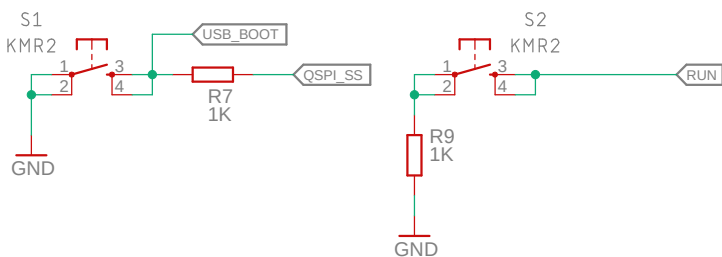 S1
KMR2
USB_BOOT
1
3
2
4
QSPI_SS
R7
1K
GND
S2
KMR2
1
3
2
4
RUN
R9
1K
GND